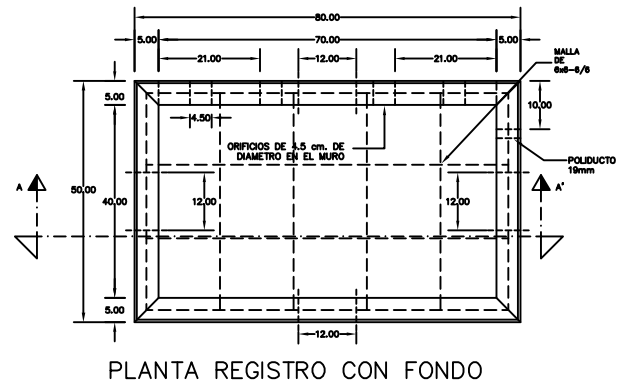 80.00
5.00
70.00
5.00
21.00
12.00
21.00
MALLA
DE
6x6-6/6
5.00
10.00
4.50
ORIFICIOS DE 4.5 cm. DE
DIAMETRO EN EL MURO
POLIDUCTO
19mm
A
A'
50.00
40.00
12.00
12.00
5.00
12.00
PLANTA REGISTRO CON FONDO